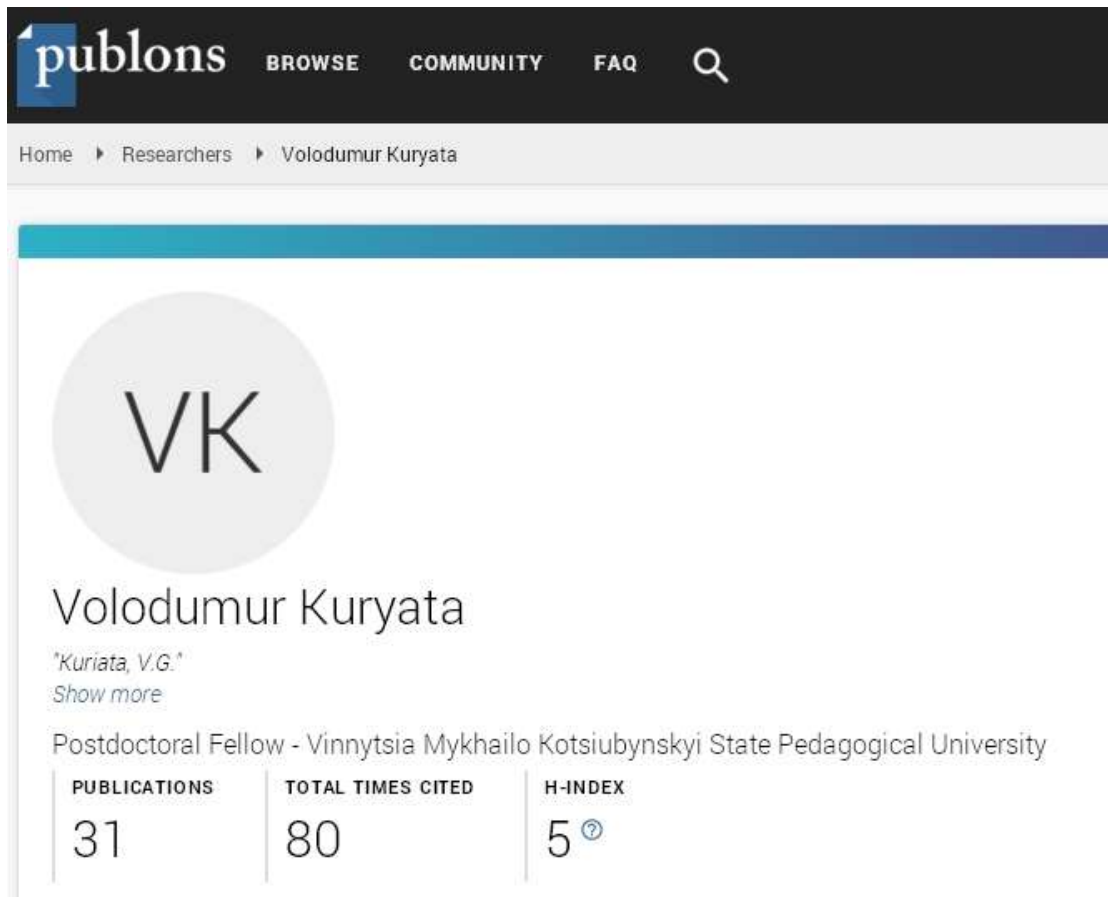 publons BROWSE COMMUNITY FAQ
Home Researchers Volodumur Kuryata
VK
Volodumur Kuryata
"Kuriata, V.G."
Show more
Postdoctoral Fellow - Vinnytsia Mykhailo Kotsiubynskyi State Pedagogical University
PUBLICATIONS TOTAL TIMES CITED H-INDEX
31 80 5 ?